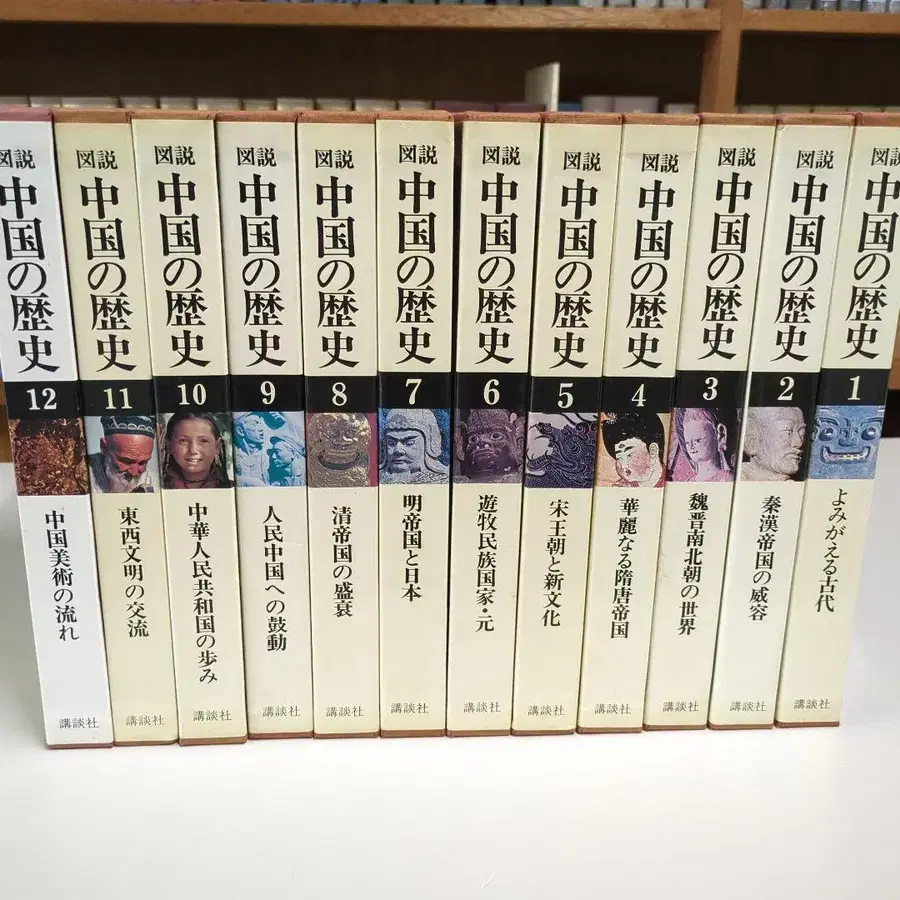 図説
中国の歴史
12
中国美術の流れ
講談社
図説
中国の歴史
11
東西文明の交流
講談社
図説
中国の歴史
10
中華人民共和国の歩み
講談社
図説
中国の歴史
9
人民中国への鼓動
講談社
図説
中国の歴史
8
清帝国の盛衰
講談社
図説
中国の歴史
7
明帝国と日本
講談社
図説
中国の歴史
6
遊牧民族国家・元
講談社
図説
中国の歴史
5
宋王朝と新文化
講談社
図説
中国の歴史
4
華麗なる隋唐帝国
講談社
図説
中国の歴史
3
魏晋南北朝の世界
講談社
図説
中国の歴史
2
秦漢帝国の威容
講談社
図説
中国の歴史
1
よみがえる古代
講談社